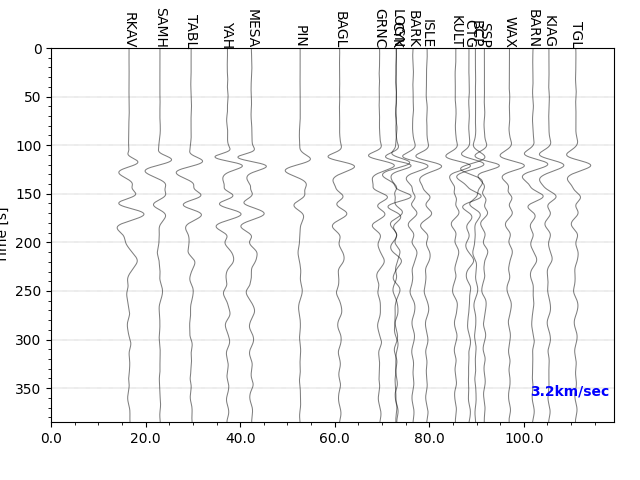 RKAV SAMH TABL YAH MESA PIN BAGL GRNC BARK ISLE KULT SSP WAX BARN KIAG TGL
0
50
100
150
200
250
300
350
Time [s]
3.2km/sec
0.0 20.0 40.0 60.0 80.0 100.0